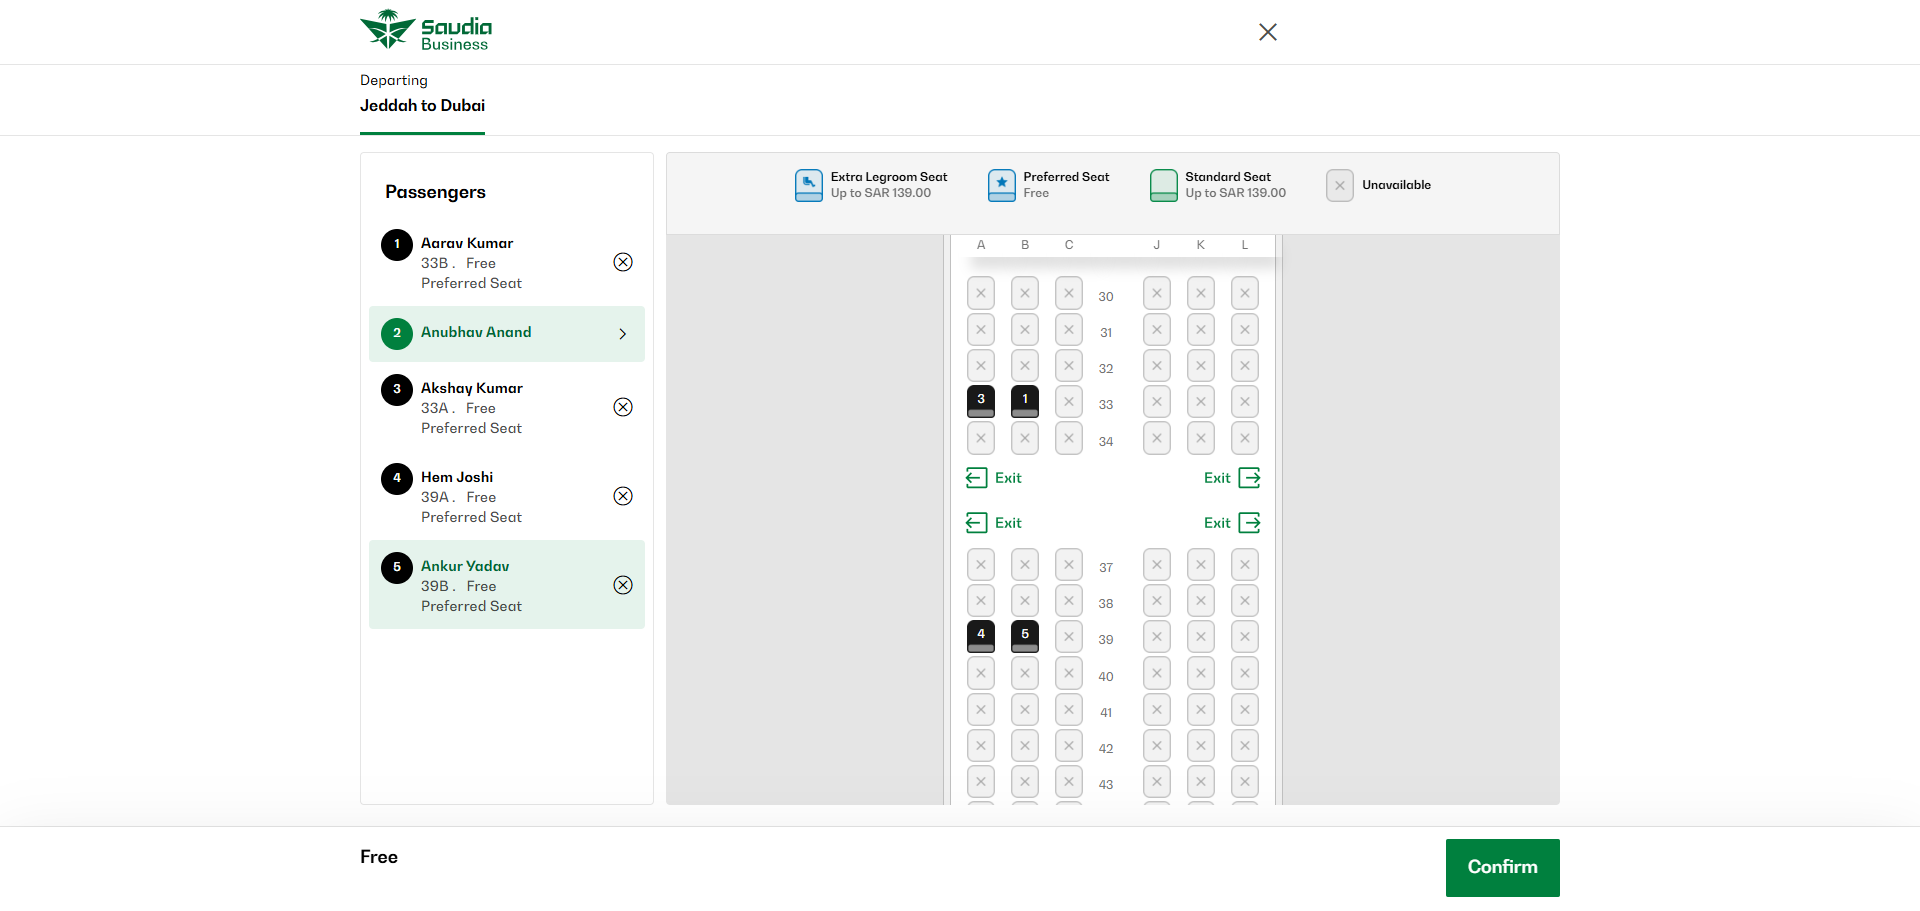 Saudia
Business
Departing
Jeddah to Dubai
Passengers
1
Aarav Kumar
33B . Free
Preferred Seat
2
Anubhav Anand
3
Akshay Kumar
33A . Free
Preferred Seat
4
Hem Joshi
39A . Free
Preferred Seat
5
Ankur Yadav
39B . Free
Preferred Seat
Extra Legroom Seat
Up to SAR 139.00
Preferred Seat
Free
Standard Seat
Up to SAR 139.00
Unavailable
A B C J K L
30
31
32
3 1 33
34
Exit Exit
Exit Exit
37
38
4 5 39
40
41
42
43
Free
Confirm